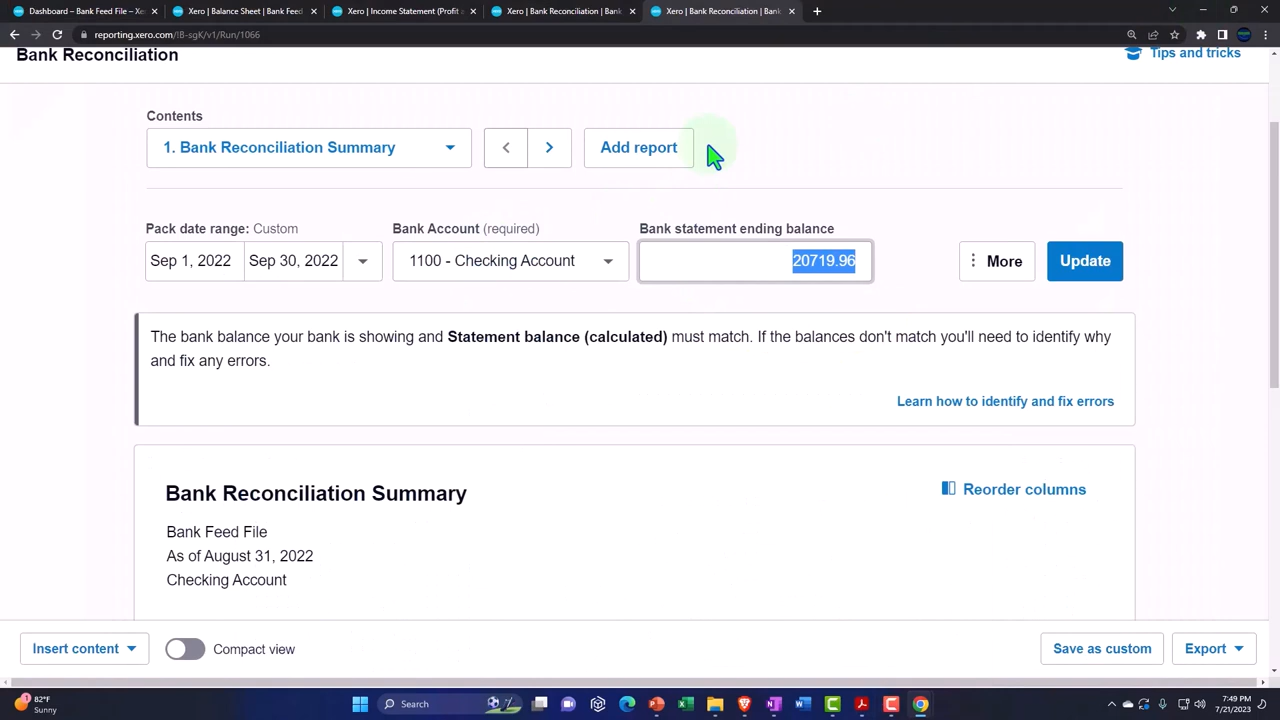 Dashboard – Bank Feed File – Xe
Xero | Balance Sheet | Bank Feed
Xero | Income Statement (Profit a
Xero | Bank Reconciliation | Bank
Xero | Bank Reconciliation | Bank
reporting.xero.com/!B-sgK/v1/Run/1066
Bank Reconciliation
Tips and tricks
Contents
1. Bank Reconciliation Summary
Add report
Pack date range: Custom
Bank Account (required)
Bank statement ending balance
Sep 1, 2022
Sep 30, 2022
1100 - Checking Account
20719.96
More
Update
The bank balance your bank is showing and Statement balance (calculated) must match. If the balances don't match you'll need to identify why
and fix any errors.
Learn how to identify and fix errors
Bank Reconciliation Summary
Reorder columns
Bank Feed File
As of August 31, 2022
Checking Account
Insert content
Compact view
Save as custom
Export
82°F
Sunny
Search
7:49 PM
7/21/2023